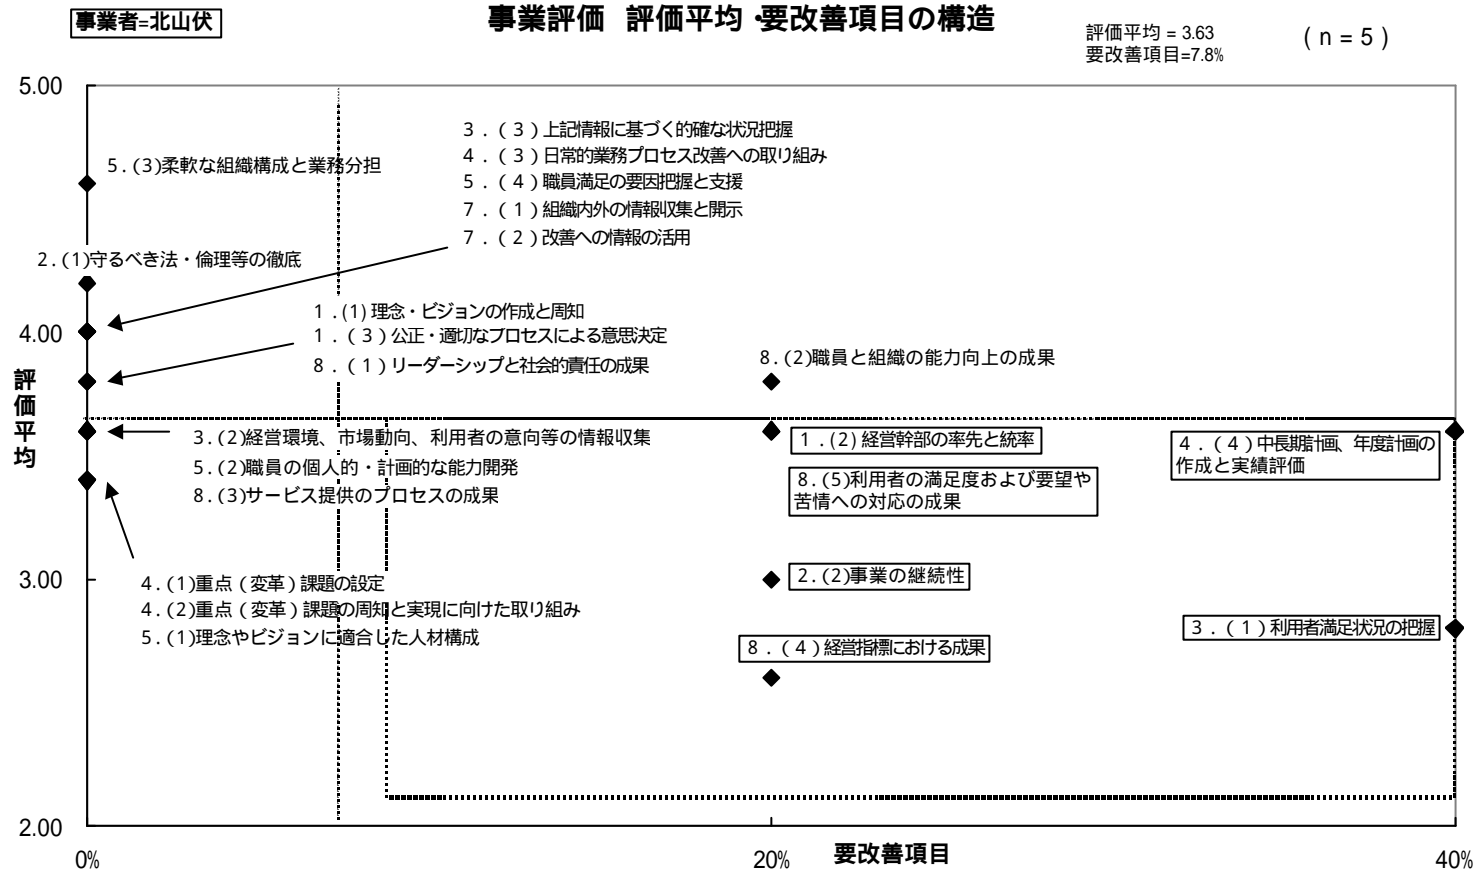 事業者=北山伏
事業評価 評価平均・要改善項目の構造
評価平均 = 3.63
要改善項目=7.8%
( n = 5 )
5.00
3.(3)上記情報に基づく的確な状況把握
4.(3)日常的業務プロセス改善への取り組み
5.(3)柔軟な組織構成と業務分担
5.(4)職員満足の要因把握と支援
7.(1)組織内外の情報収集と開示
7.(2)改善への情報の活用
2.(1)守るべき法・倫理等の徹底
1.(1)理念・ビジョンの作成と周知
4.00
1.(3)公正・適切なプロセスによる意思決定
8.(1)リーダーシップと社会的責任の成果
8.(2)職員と組織の能力向上の成果
評価平均
3.(2)経営環境、市場動向、利用者の意向等の情報収集
5.(2)職員の個人的・計画的な能力開発
8.(3)サービス提供のプロセスの成果
1.(2)経営幹部の率先と統率
8.(5)利用者の満足度および要望や
苦情への対応の成果
4.(4)中長期計画、年度計画の
作成と実績評価
3.00
4.(1)重点(変革)課題の設定
4.(2)重点(変革)課題の周知と実現に向けた取り組み
5.(1)理念やビジョンに適合した人材構成
2.(2)事業の継続性
8.(4)経営指標における成果
3.(1)利用者満足状況の把握
2.00
0%
20%
要改善項目
40%